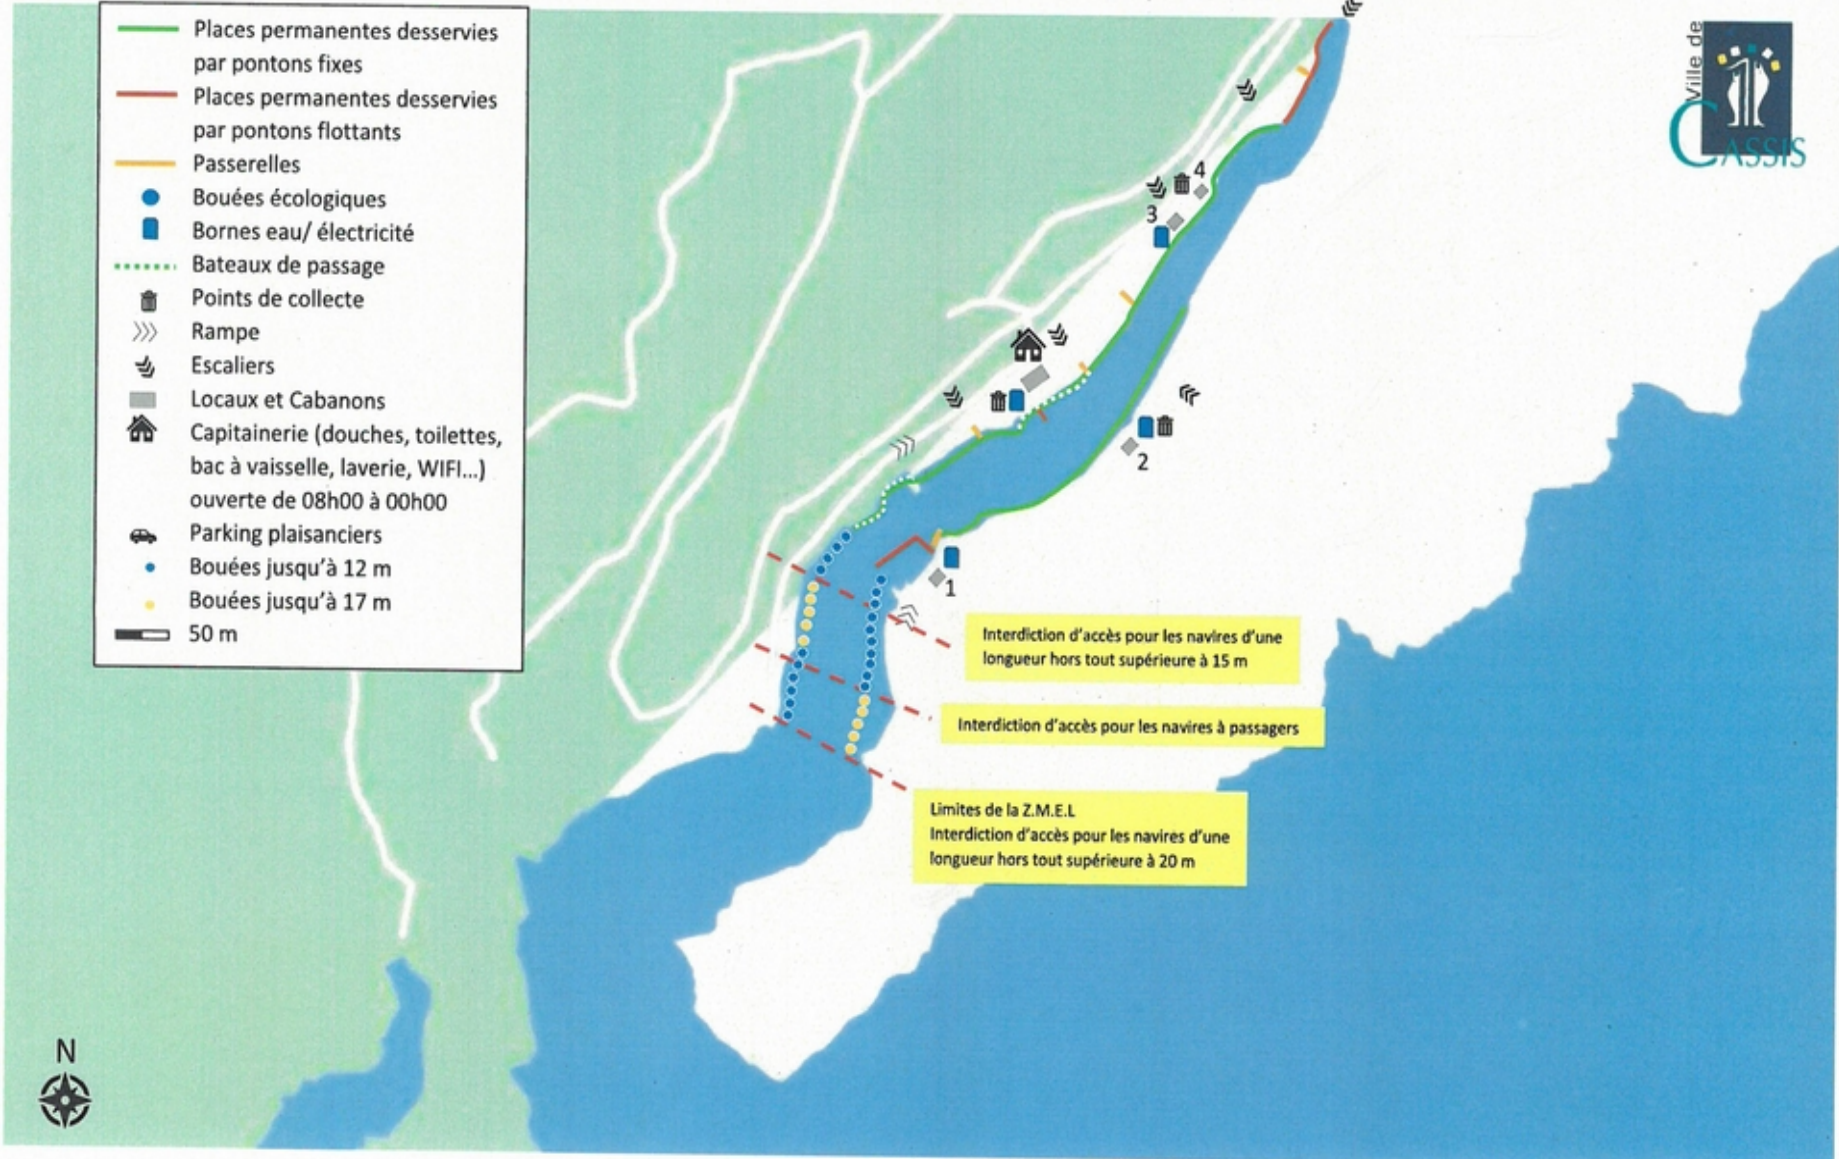 Places permanentes desservies
par pontons fixes
Places permanentes desservies
par pontons flottants
Passerelles
Bouées écologiques
Bornes eau/ électricité
Bateaux de passage
Points de collecte
Rampe
Escaliers
Locaux et Cabanons
Capitainerie (douches, toilettes,
bac à vaisselle, laverie, WIFI...)
ouverte de 08h00 à 00h00
Parking plaisanciers
Bouées jusqu'à 12 m
Bouées jusqu'à 17 m
50 m
Ville de
CASSIS
4
3
2
1
Interdiction d'accès pour les navires d'une
longueur hors tout supérieure à 15 m
Interdiction d'accès pour les navires à passagers
Limites de la Z.M.E.L
Interdiction d'accès pour les navires d'une
longueur hors tout supérieure à 20 m
N